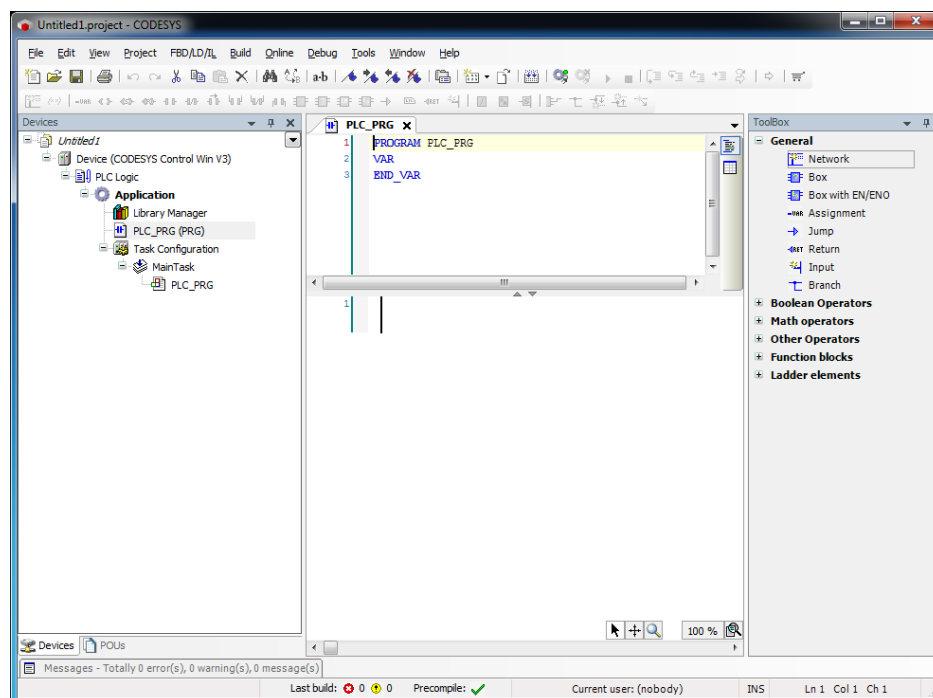 Untitled1.project - CODESYS
File Edit View Project FBD/LD/IL Build Online Debug Tools Window Help
Devices
Untitled1
Device (CODESYS Control Win V3)
PLC Logic
Application
Library Manager
PLC_PRG (PRG)
Task Configuration
MainTask
PLC_PRG
Devices
POUs
PLC_PRG
1 PROGRAM PLC_PRG
2 VAR
3 END_VAR
1
100 %
ToolBox
General
Network
Box
Box with EN/ENO
Assignment
Jump
Return
Input
Branch
Boolean Operators
Math operators
Other Operators
Function blocks
Ladder elements
Messages - Totally 0 error(s), 0 warning(s), 0 message(s)
Last build: 0 0 Precompile: Current user: (nobody) INS Ln 1 Col 1 Ch 1